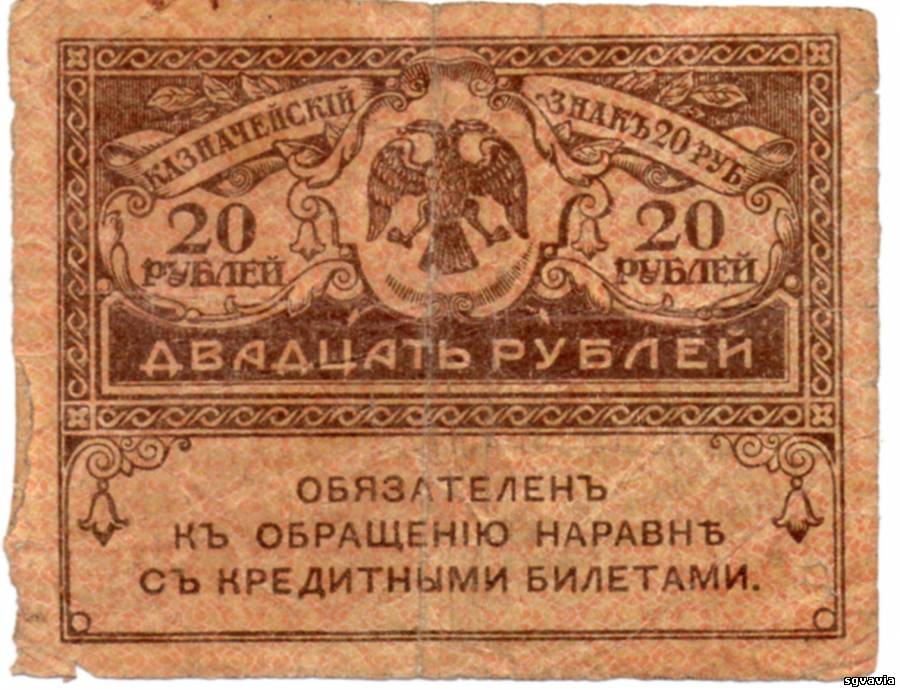 КАЗНАЧЕЙСКІЙ
ЗНАКЪ 20 РУБ
20
РУБЛЕЙ
20
РУБЛЕЙ
ДВАДЦАТЬ РУБЛЕЙ
ОБЯЗАТЕЛЕНЪ
КЪ ОБРАЩЕНІЮ НАРАВНѢ
СЪ КРЕДИТНЫМИ БИЛЕТАМИ.
sgvavia